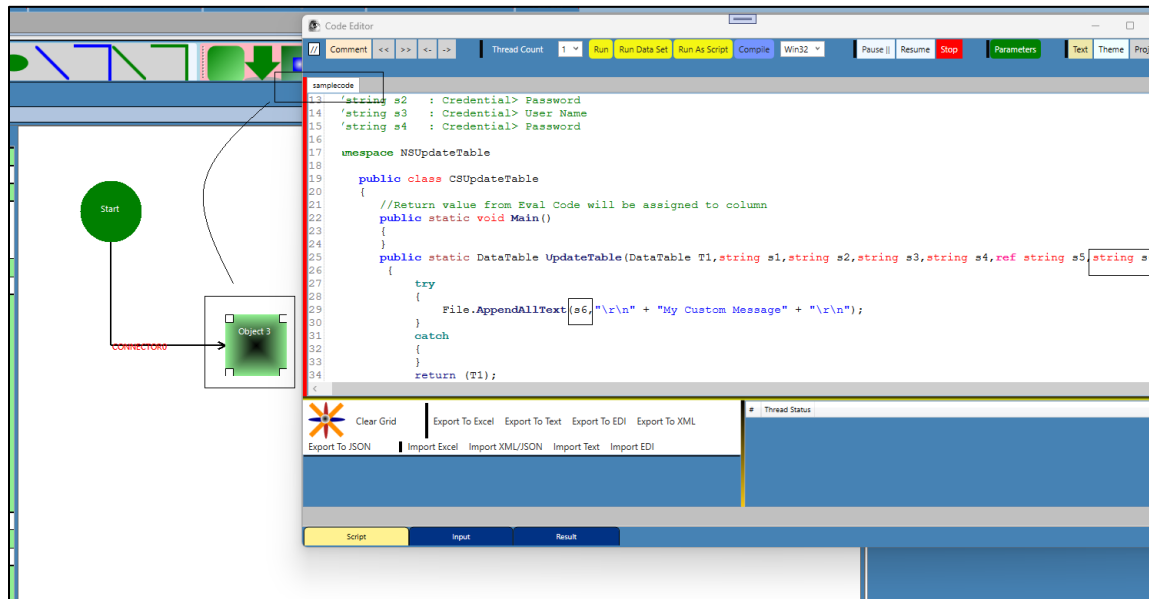 Code Editor
// Comment << >> <- -> Thread Count 1 Run Run Data Set Run As Script Compile Win32 Pause || Resume Stop Parameters Text Theme Proj
samplecode
13 'string s2 : Credential> Password
14 'string s3 : Credential> User Name
15 'string s4 : Credential> Password
16
17 mespace NSUpdateTable
18
19 public class CSUpdateTable
20 {
21 //Return value from Eval Code will be assigned to column
22 public static void Main()
23 {
24 }
25 public static DataTable UpdateTable(DataTable T1,string s1,string s2,string s3,string s4,ref string s5,string s
26 {
27 try
28 {
29 File.AppendAllText(s6,"\r\n" + "My Custom Message" + "\r\n");
30 }
31 catch
32 {
33 }
34 return (T1);
Start
Object 3
CONNECTOR0
Clear Grid Export To Excel Export To Text Export To EDI Export To XML
Export To JSON Import Excel Import XML/JSON Import Text Import EDI
# Thread Status
Script Input Result